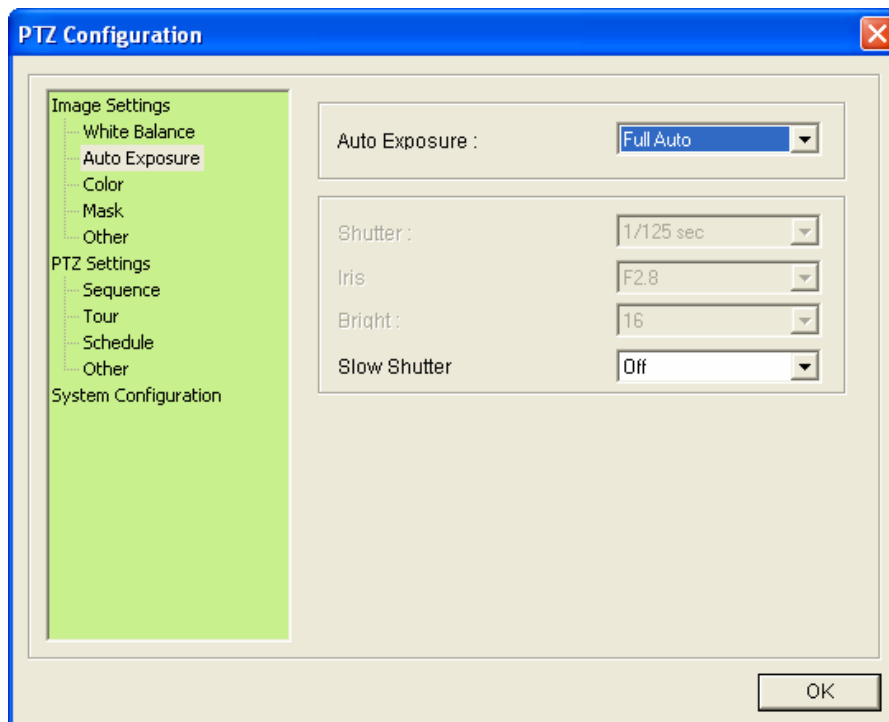 PTZ Configuration
Image Settings
White Balance
Auto Exposure
Color
Mask
Other
PTZ Settings
Sequence
Tour
Schedule
Other
System Configuration
Auto Exposure : Full Auto
Shutter : 1/125 sec
Iris F2.8
Bright : 16
Slow Shutter Off
OK